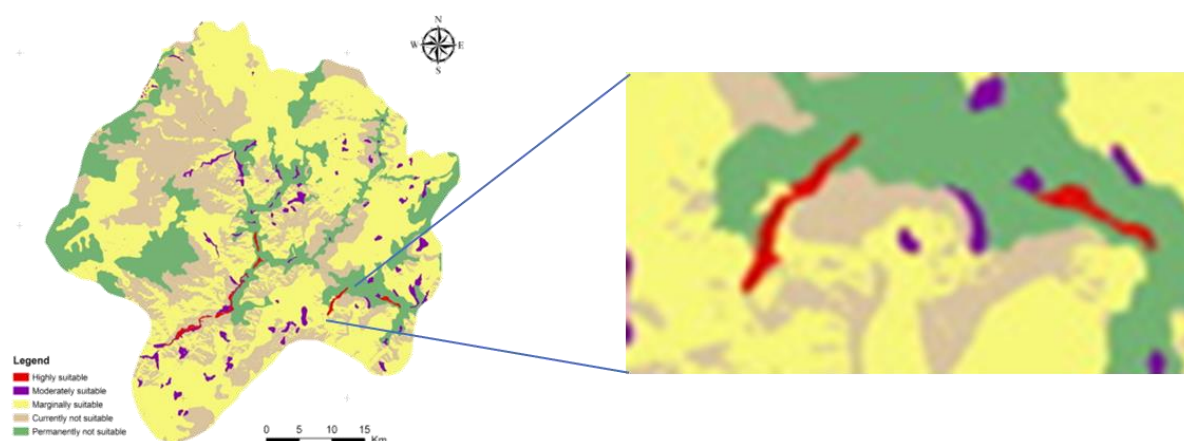 N
W E
S
Legend
Highly suitable
Moderately suitable
Marginally suitable
Currently not suitable
Permanently not suitable
0 5 10 15
Km